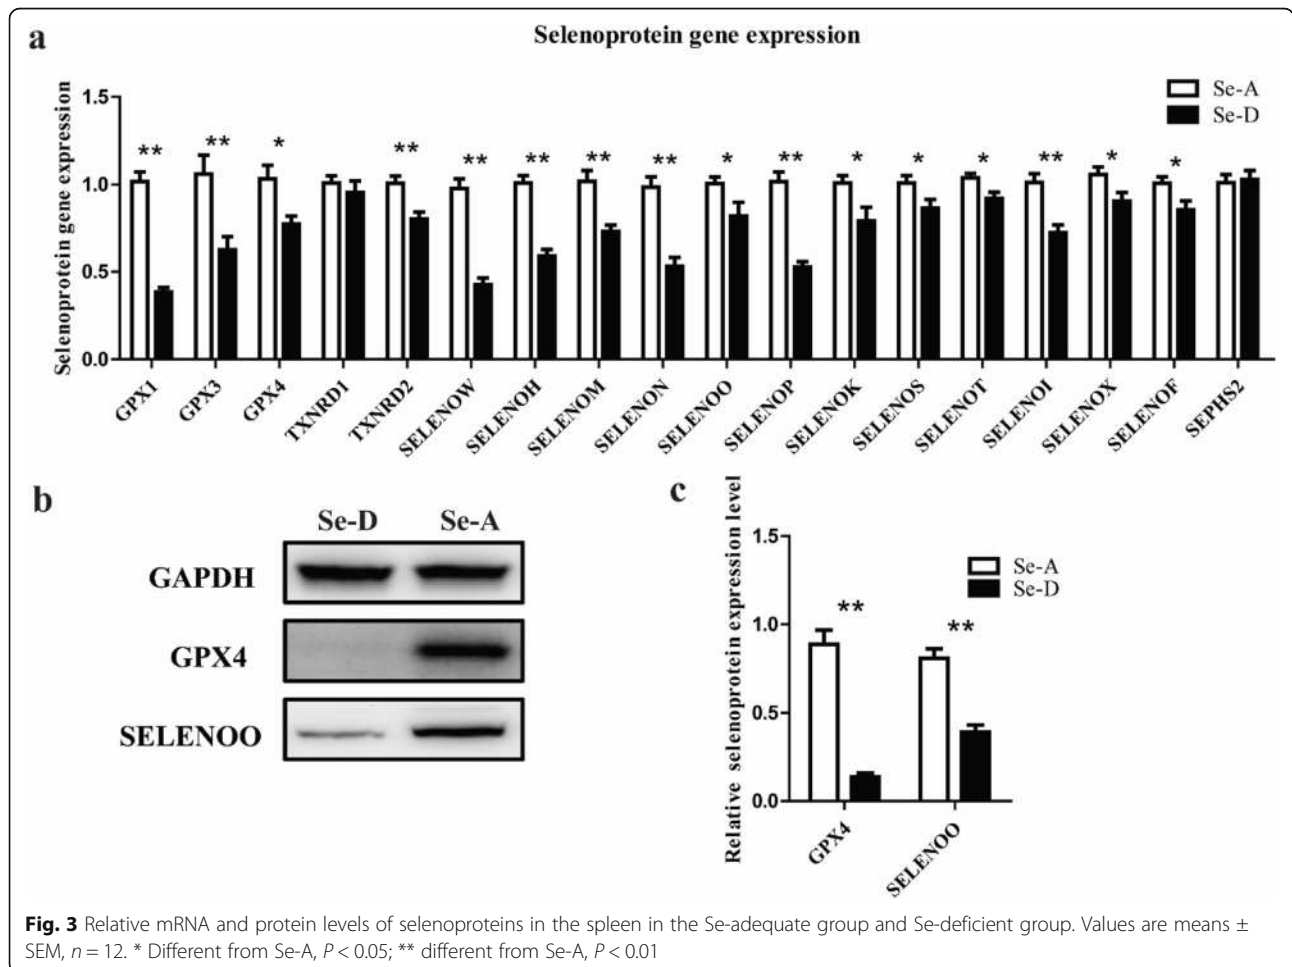 a
Selenoprotein gene expression
Selenoprotein gene expression
Se-A
Se-D
1.5
1.0
0.5
0.0
** ** * ** ** ** ** ** * ** * * * ** * *
GPX1 GPX3 GPX4 TXNRD1 TXNRD2 SELENOW SELENOH SELENOM SELENON SELENOO SELENOP SELENOK SELENOS SELENOT SELENOI SELENOX SELENOF SEPHS2
b
Se-D Se-A
GAPDH
GPX4
SELENOO
c
Relative selenoprotein expression level
Se-A
Se-D
1.5
1.0
0.5
0.0
** **
GPX4 SELENOO
Fig. 3 Relative mRNA and protein levels of selenoproteins in the spleen in the Se-adequate group and Se-deficient group. Values are means ±
SEM, n = 12. * Different from Se-A, P < 0.05; ** different from Se-A, P < 0.01